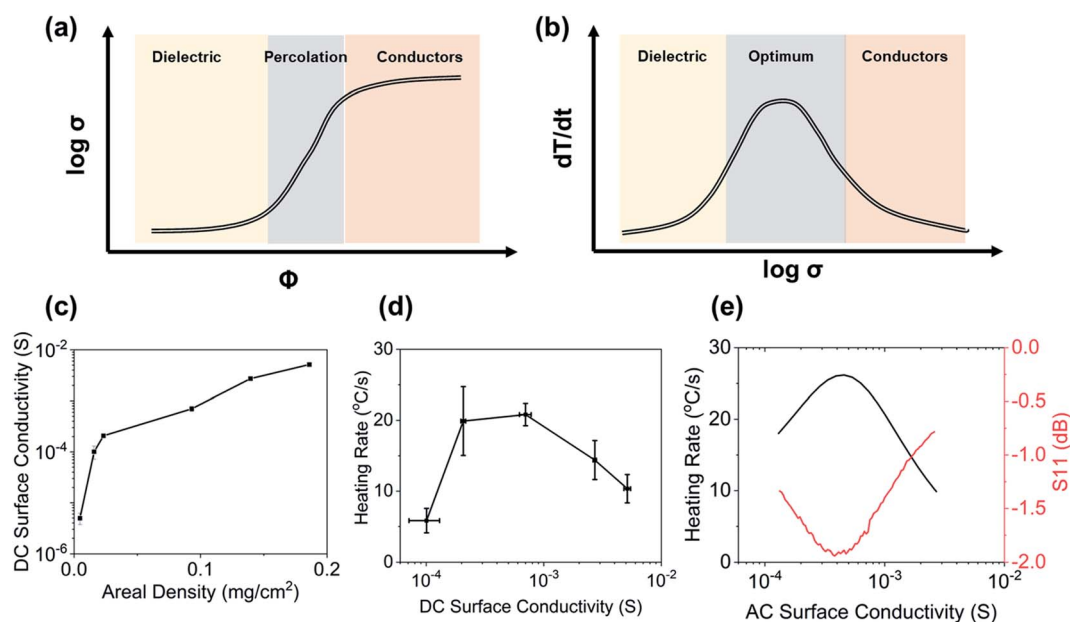 (a)
Dielectric
Percolation
Conductors
log σ
Φ
(b)
Dielectric
Optimum
Conductors
dT/dt
log σ
(c)
DC Surface Conductivity (S)
10⁻²
10⁻⁴
10⁻⁶
0.0
0.1
0.2
Areal Density (mg/cm²)
(d)
Heating Rate (°C/s)
30
20
10
0
10⁻⁴
10⁻³
10⁻²
DC Surface Conductivity (S)
(e)
Heating Rate (°C/s)
30
20
10
0
10⁻⁴
10⁻³
10⁻²
AC Surface Conductivity (S)
0.0
-0.5
-1.0
-1.5
-2.0
S11 (dB)